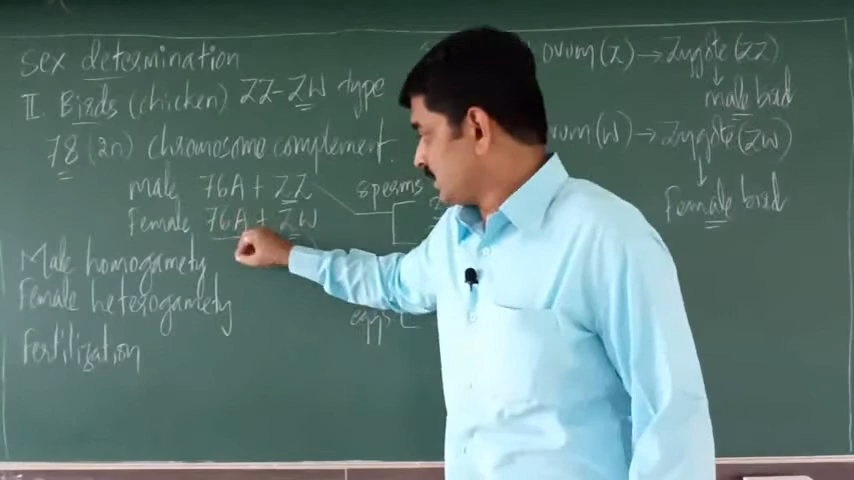 Sex determination
II Birds (chicken) ZZ-ZW type
78 (2n) chromosome complement
male 76A + ZZ
Female 76A + ZW
Male homogamety
Female heterogamety
Fertilization
sperms
eggs
ovum (Z) → Zygote (ZZ)
male bird
ovum (W) → Zygote (ZW)
Female bird